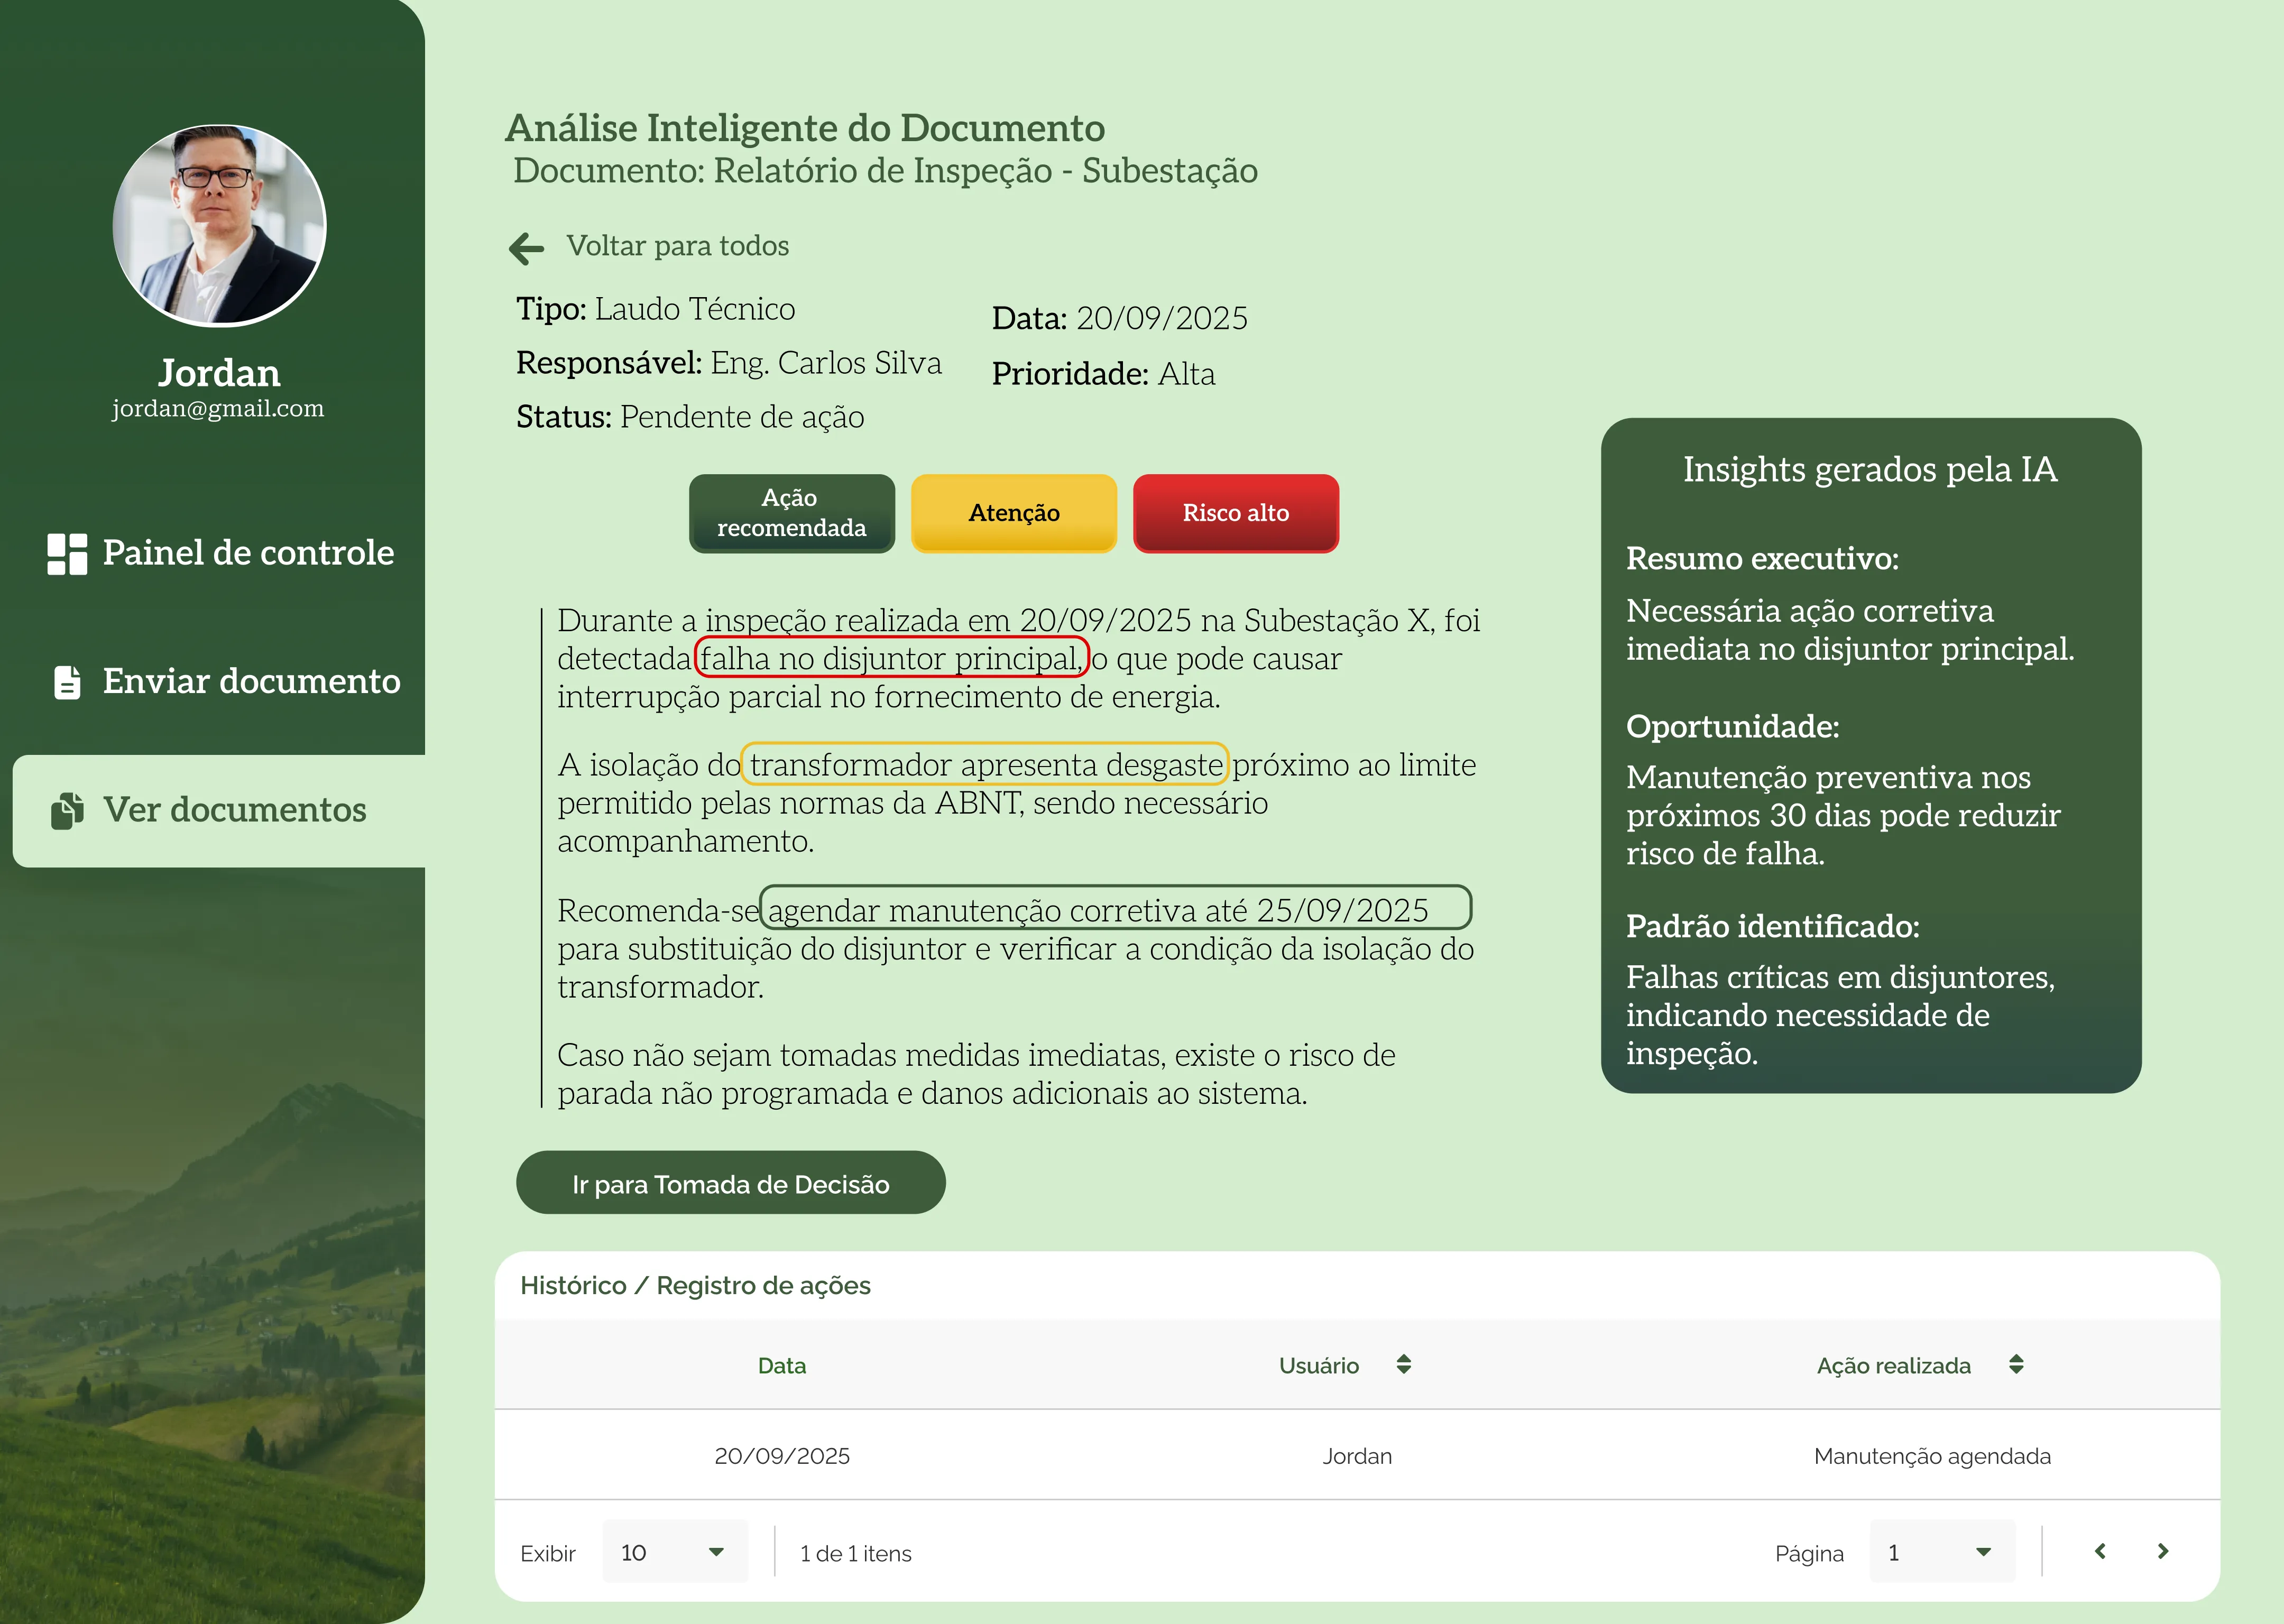 Jordan
jordan@gmail.com
Painel de controle
Enviar documento
Ver documentos
Análise Inteligente do Documento
Documento: Relatório de Inspeção - Subestação
Voltar para todos
Tipo: Laudo Técnico
Responsável: Eng. Carlos Silva
Status: Pendente de ação
Data: 20/09/2025
Prioridade: Alta
Ação
recomendada
Atenção
Risco alto
Durante a inspeção realizada em 20/09/2025 na Subestação X, foi
detectada falha no disjuntor principal, o que pode causar
interrupção parcial no fornecimento de energia.
A isolação do transformador apresenta desgaste próximo ao limite
permitido pelas normas da ABNT, sendo necessário
acompanhamento.
Recomenda-se agendar manutenção corretiva até 25/09/2025
para substituição do disjuntor e verificar a condição da isolação do
transformador.
Caso não sejam tomadas medidas imediatas, existe o risco de
parada não programada e danos adicionais ao sistema.
Insights gerados pela IA
Resumo executivo:
Necessária ação corretiva
imediata no disjuntor principal.
Oportunidade:
Manutenção preventiva nos
próximos 30 dias pode reduzir
risco de falha.
Padrão identificado:
Falhas críticas em disjuntores,
indicando necessidade de
inspeção.
Ir para Tomada de Decisão
Histórico / Registro de ações
Data Usuário Ação realizada
20/09/2025 Jordan Manutenção agendada
Exibir 10 1 de 1 itens Página 1